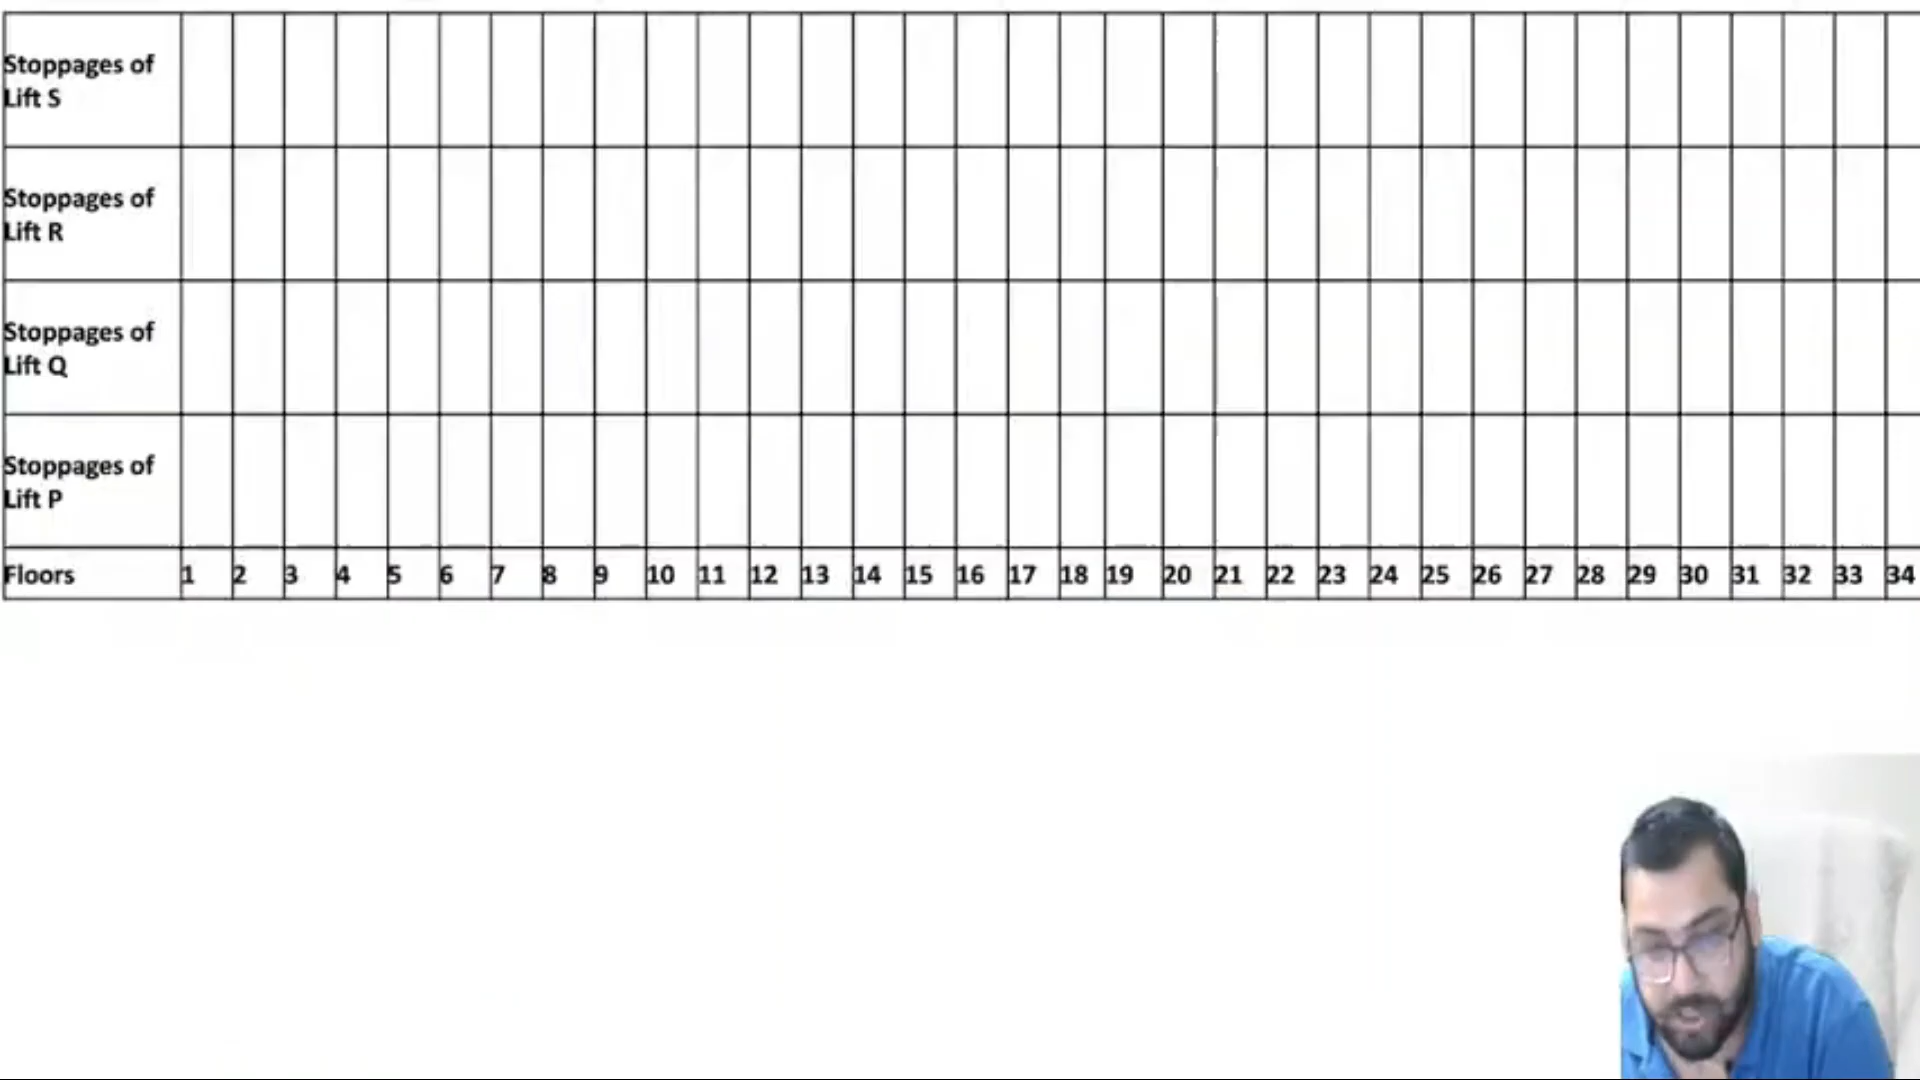 Stoppages of
Lift S
Stoppages of
Lift R
Stoppages of
Lift Q
Stoppages of
Lift P
Floors 1 2 3 4 5 6 7 8 9 10 11 12 13 14 15 16 17 18 19 20 21 22 23 24 25 26 27 28 29 30 31 32 33 34